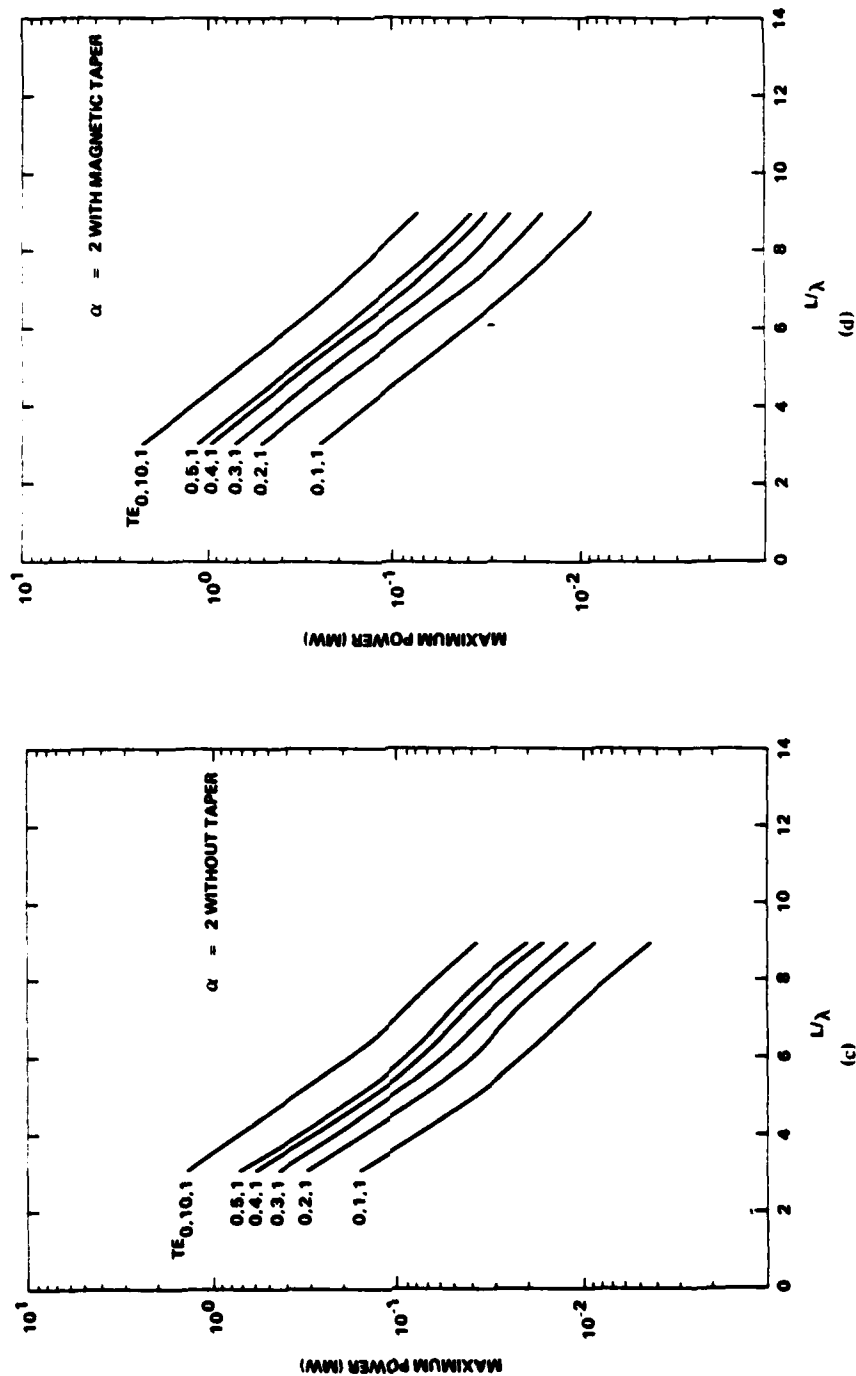 MAXIMUM POWER (MW)
10¹
10⁰
10⁻¹
10⁻²
α = 2 WITHOUT TAPER
TE0,10,1
0,5,1
0,4,1
0,3,1
0,2,1
0,1,1
0 2 4 6 8 10 12 14
L/λ
(c)
MAXIMUM POWER (MW)
10¹
10⁰
10⁻¹
10⁻²
α = 2 WITH MAGNETIC TAPER
TE0,10,1
0,5,1
0,4,1
0,3,1
0,2,1
0,1,1
0 2 4 6 8 10 12 14
L/λ
(d)